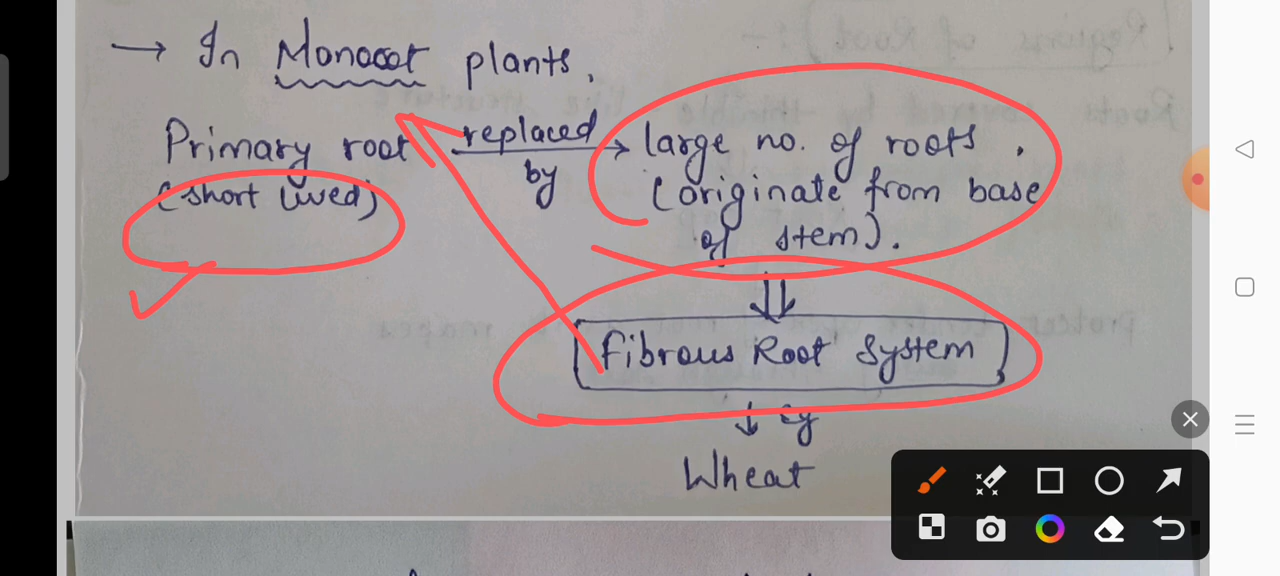 → In Monocot plants,
Primary root replaced by → large no. of roots.
(short lived) (originate from base
of stem).
⇓
Fibrous Root System
↓ eg
Wheat